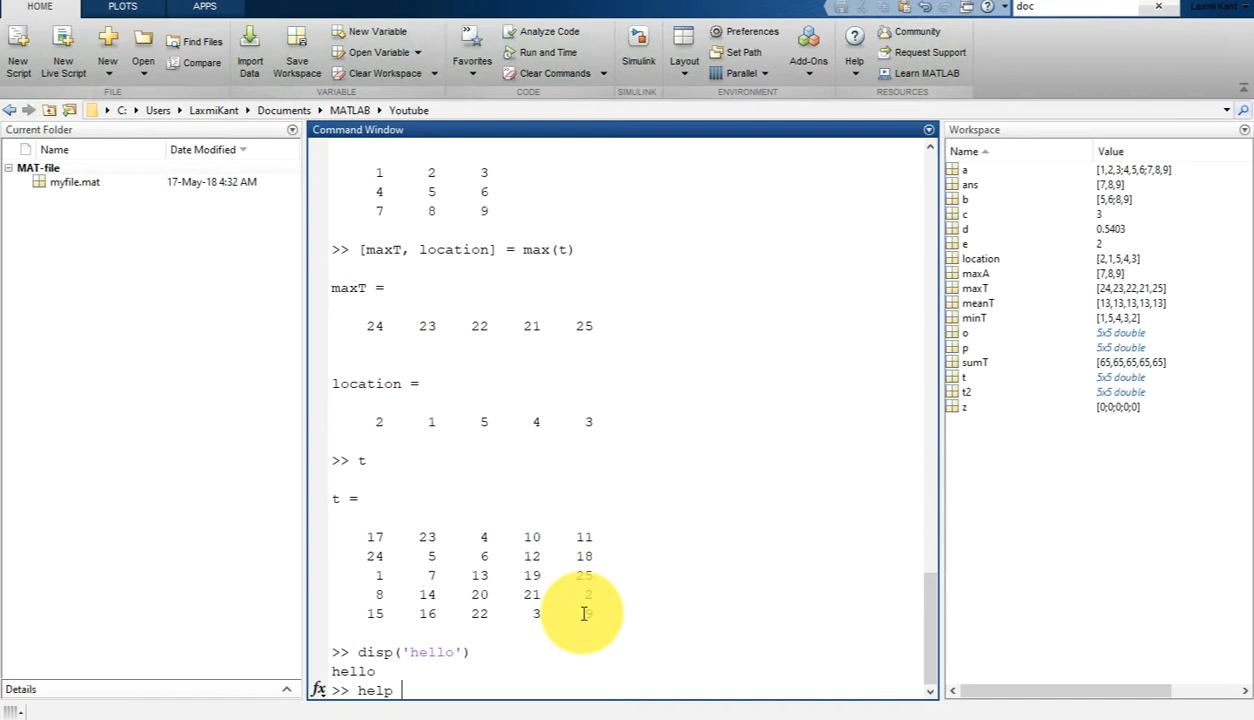 HOME PLOTS APPS doc Laxmi Kant
New Script
New Live Script
New
Open
Find Files
Compare
Import Data
Save Workspace
New Variable
Open Variable
Clear Workspace
Favorites
Analyze Code
Run and Time
Clear Commands
Simulink
Layout
Preferences
Set Path
Parallel
Add-Ons
Help
Community
Request Support
Learn MATLAB
FILE VARIABLE CODE SIMULINK ENVIRONMENT RESOURCES
C: Users LaxmiKant Documents MATLAB Youtube
Current Folder
Name Date Modified
MAT-file
myfile.mat 17-May-18 4:32 AM
Details
Command Window
1 2 3
4 5 6
7 8 9
>> [maxT, location] = max(t)
maxT =
24 23 22 21 25
location =
2 1 5 4 3
>> t
t =
17 23 4 10 11
24 5 6 12 18
1 7 13 19 25
8 14 20 21 2
15 16 22 3 9
>> disp('hello')
hello
fx >> help
Workspace
Name Value
a [1,2,3;4,5,6;7,8,9]
ans [7,8,9]
b [5,6;8,9]
c 3
d 0.5403
e 2
location [2,1,5,4,3]
maxA [7,8,9]
maxT [24,23,22,21,25]
meanT [13,13,13,13,13]
minT [1,5,4,3,2]
o 5x5 double
p 5x5 double
sumT [65,65,65,65,65]
t 5x5 double
t2 5x5 double
z [0;0;0;0;0]